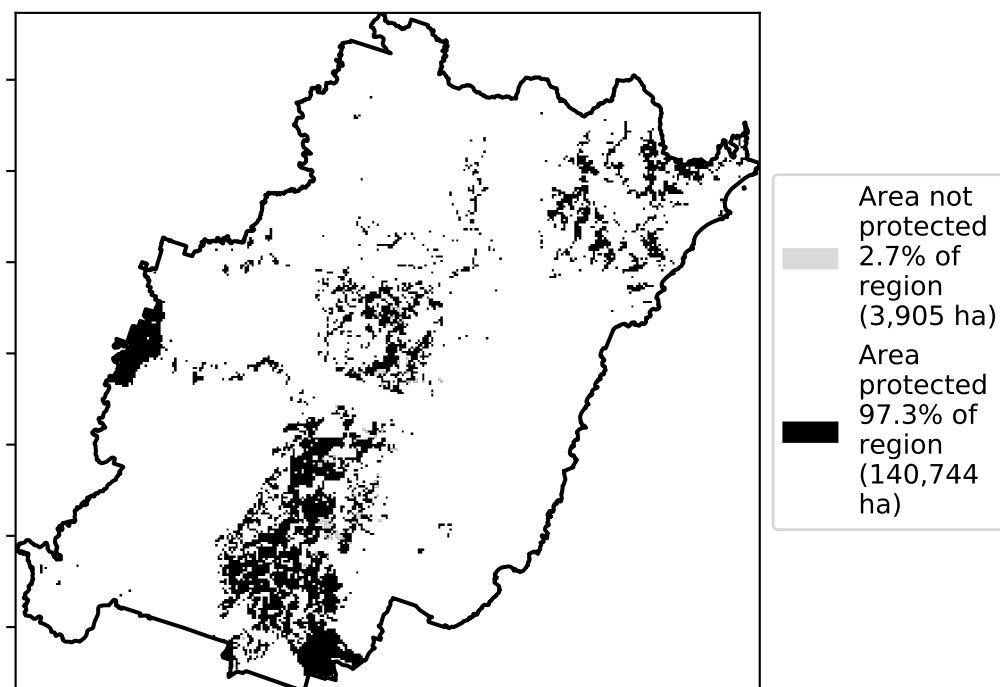 Area not
protected
2.7% of
region
(3,905 ha)
Area
protected
97.3% of
region
(140,744
ha)